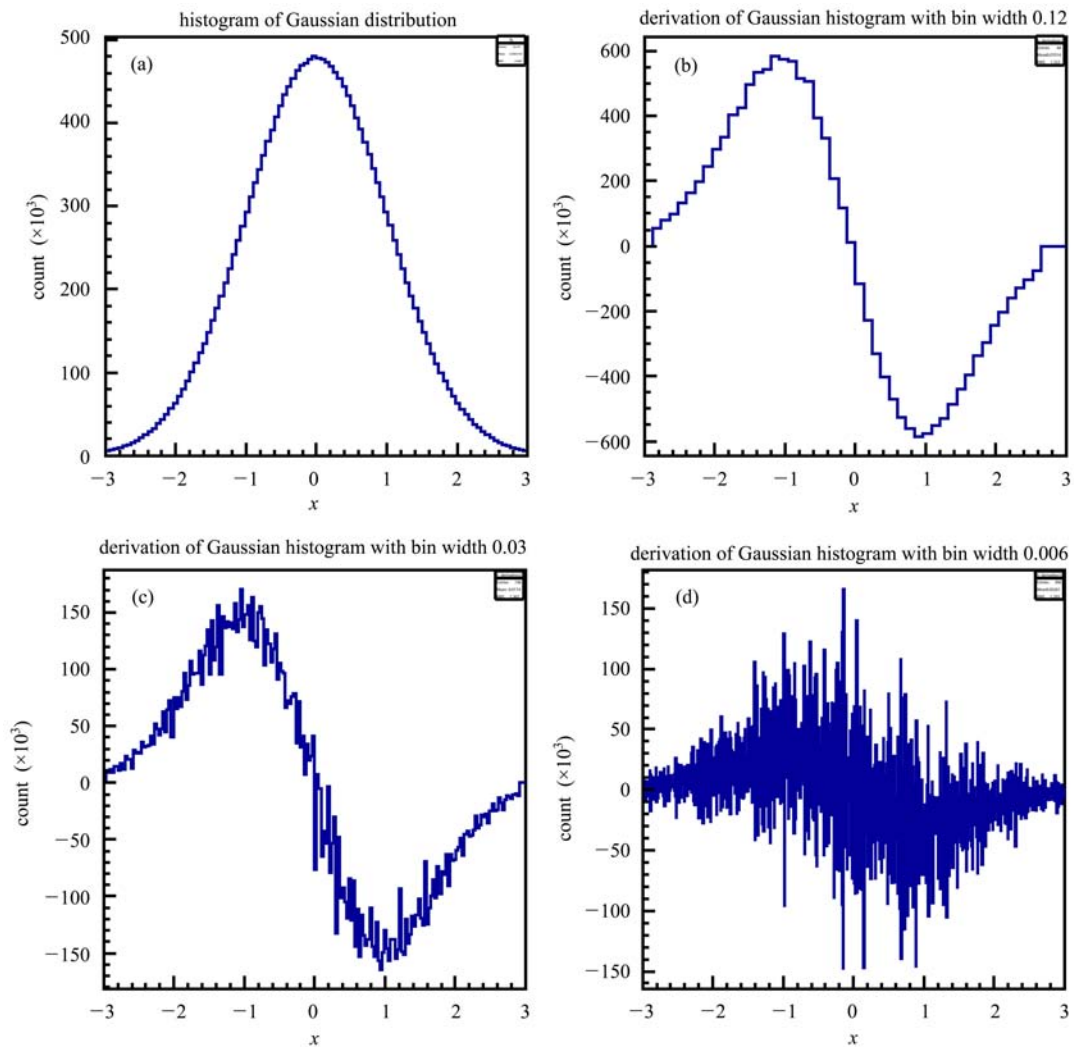 histogram of Gaussian distribution
(a)
500
400
300
200
100
0
count (×10³)
−3 −2 −1 0 1 2 3
x
derivation of Gaussian histogram with bin width 0.12
(b)
600
400
200
0
−200
−400
−600
count (×10³)
−3 −2 −1 0 1 2 3
x
derivation of Gaussian histogram with bin width 0.03
(c)
150
100
50
0
−50
−100
−150
count (×10³)
−3 −2 −1 0 1 2 3
x
derivation of Gaussian histogram with bin width 0.006
(d)
150
100
50
0
−50
−100
−150
count (×10³)
−3 −2 −1 0 1 2 3
x